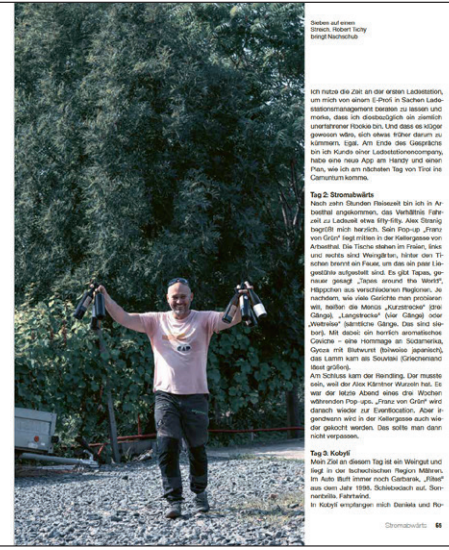 Sieben auf einen
Streich. Robert Tichy
bringt Nachschub
Ich nutze die Zeit an der ersten Ladestation,
um mich von einem E-Profi in Sachen Lade-
stationsmanagement beraten zu lassen und
merke, dass ich diesbezüglich ein ziemlich
unerfahrener Rookie bin. Und dass es klüger
gewesen wäre, sich etwas früher darum zu
kümmern. Egal. Am Ende des Gesprächs
bin ich Kunde einer Ladestationencompany,
habe eine neue App am Handy und einen
Plan, wie ich am nächsten Tag von Tirol ins
Carnuntum komme.
Tag 2: Stromabwärts
Nach zehn Stunden Reisezeit bin ich in Ar-
besthal angekommen, das Verhältnis Fahr-
zeit zu Ladezeit etwa fifty-fifty. Alex Stranig
begrüßt mich herzlich. Sein Pop-up „Franz
von Grün“ liegt mitten in der Kellergasse von
Arbesthal. Die Tische stehen im Freien, links
und rechts sind Weingärten, hinter den Ti-
schen brennt ein Feuer, um das ein paar Lie-
gestühle aufgestellt sind. Es gibt Tapas, ge-
nauer gesagt „Tapas around the World“,
Häppchen aus verschiedenen Regionen. Je
nachdem, wie viele Gerichte man probieren
will, heißen die Menüs „Kurzstrecke“ (drei
Gänge), „Langstrecke“ (vier Gänge) oder
„Weltreise“ (sämtliche Gänge. Das sind sie-
ben). Mit dabei: ein herrlich aromatisches
Ceviche – eine Hommage an Südamerika,
Gyoza mit Blutwurst (teilweise japanisch),
das Lamm kam als Souvlaki (Griechenland
lässt grüßen).
Am Schluss kam der Reindling. Der musste
sein, weil der Alex Kärntner Wurzeln hat. Es
war der letzte Abend eines drei Wochen
währenden Pop-ups. „Franz von Grün“ wird
danach wieder zur Eventlocation. Aber ir-
gendwann wird in der Kellergasse auch wie-
der gekocht werden. Das sollte man dann
nicht verpassen.
Tag 3: Kobylí
Mein Ziel an diesem Tag ist ein Weingut und
liegt in der tschechischen Region Mähren.
Im Auto läuft immer noch Garbarek, „Rites“
aus dem Jahr 1998. Schiebedach auf. Son-
nenbrille. Fahrtwind.
In Kobylí empfangen mich Daniela und Ro-
Stromabwärts 65